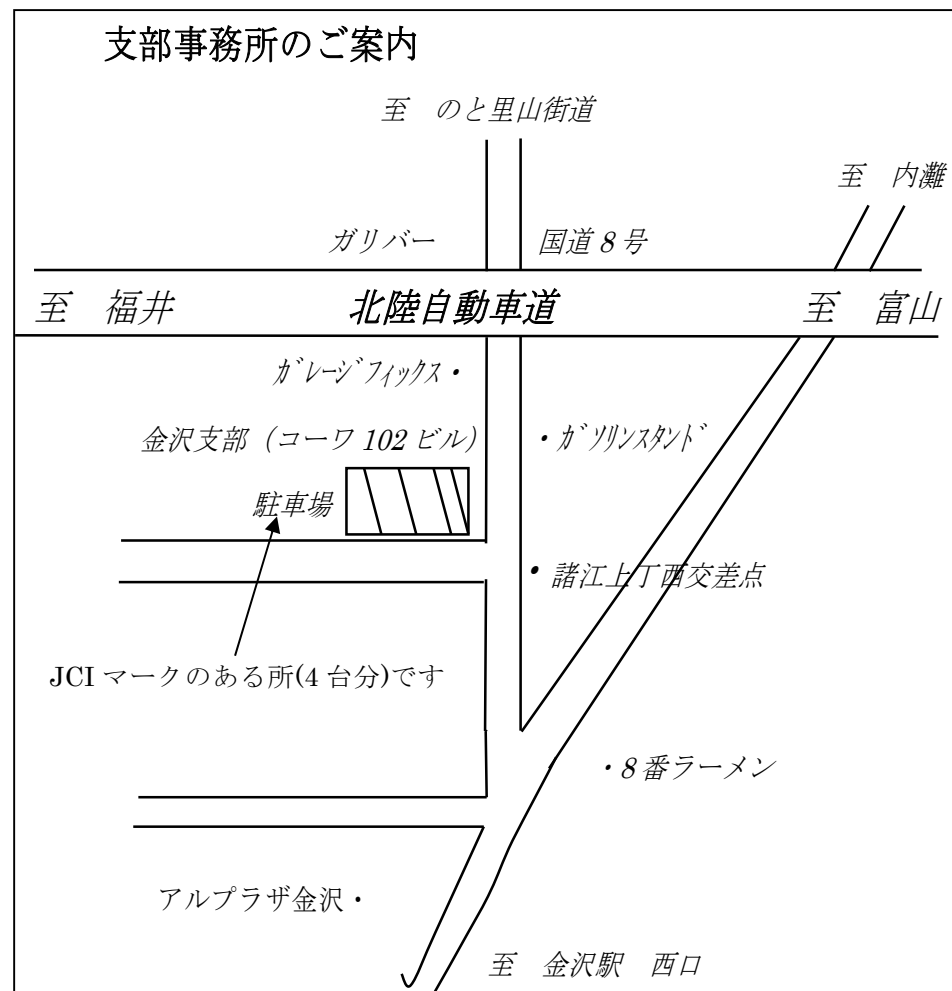 支部事務所のご案内
至　のと里山街道
至　内灘
ガリバー
国道8号
至　福井
北陸自動車道
至　富山
ｶﾞﾚｰｼﾞﾌｨｯｸｽ・
金沢支部（コーワ102ビル）
・ｶﾞｿﾘﾝｽﾀﾝﾄﾞ
駐車場
・諸江上丁西交差点
JCIマークのある所(4台分)です
・8番ラーメン
アルプラザ金沢・
至　金沢駅　西口